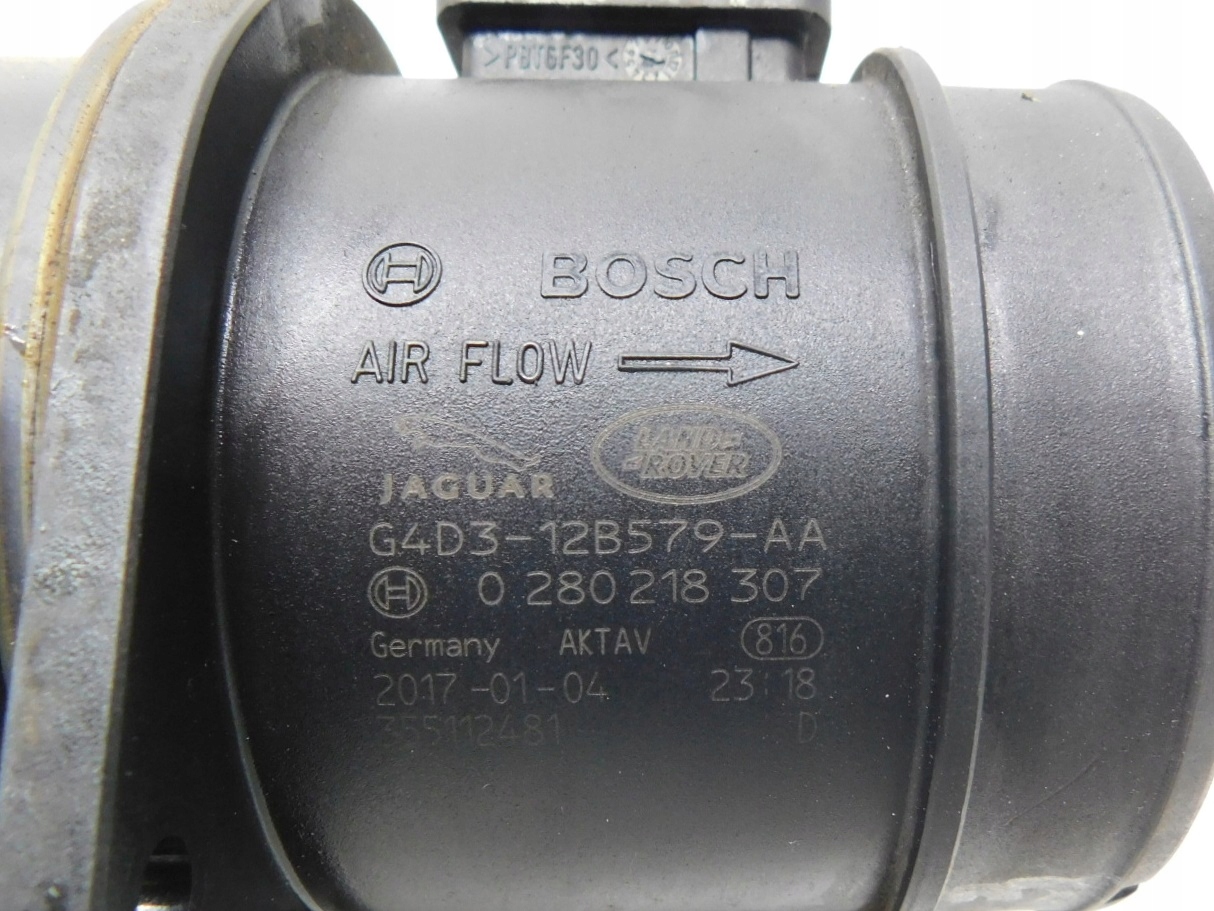 >PBT6F30<
BOSCH
AIR FLOW
JAGUAR
LAND-
-ROVER
G4D3-12B579-AA
0 280 218 307
Germany AKTAV 816
2017-01-04 23:18
355112481 D